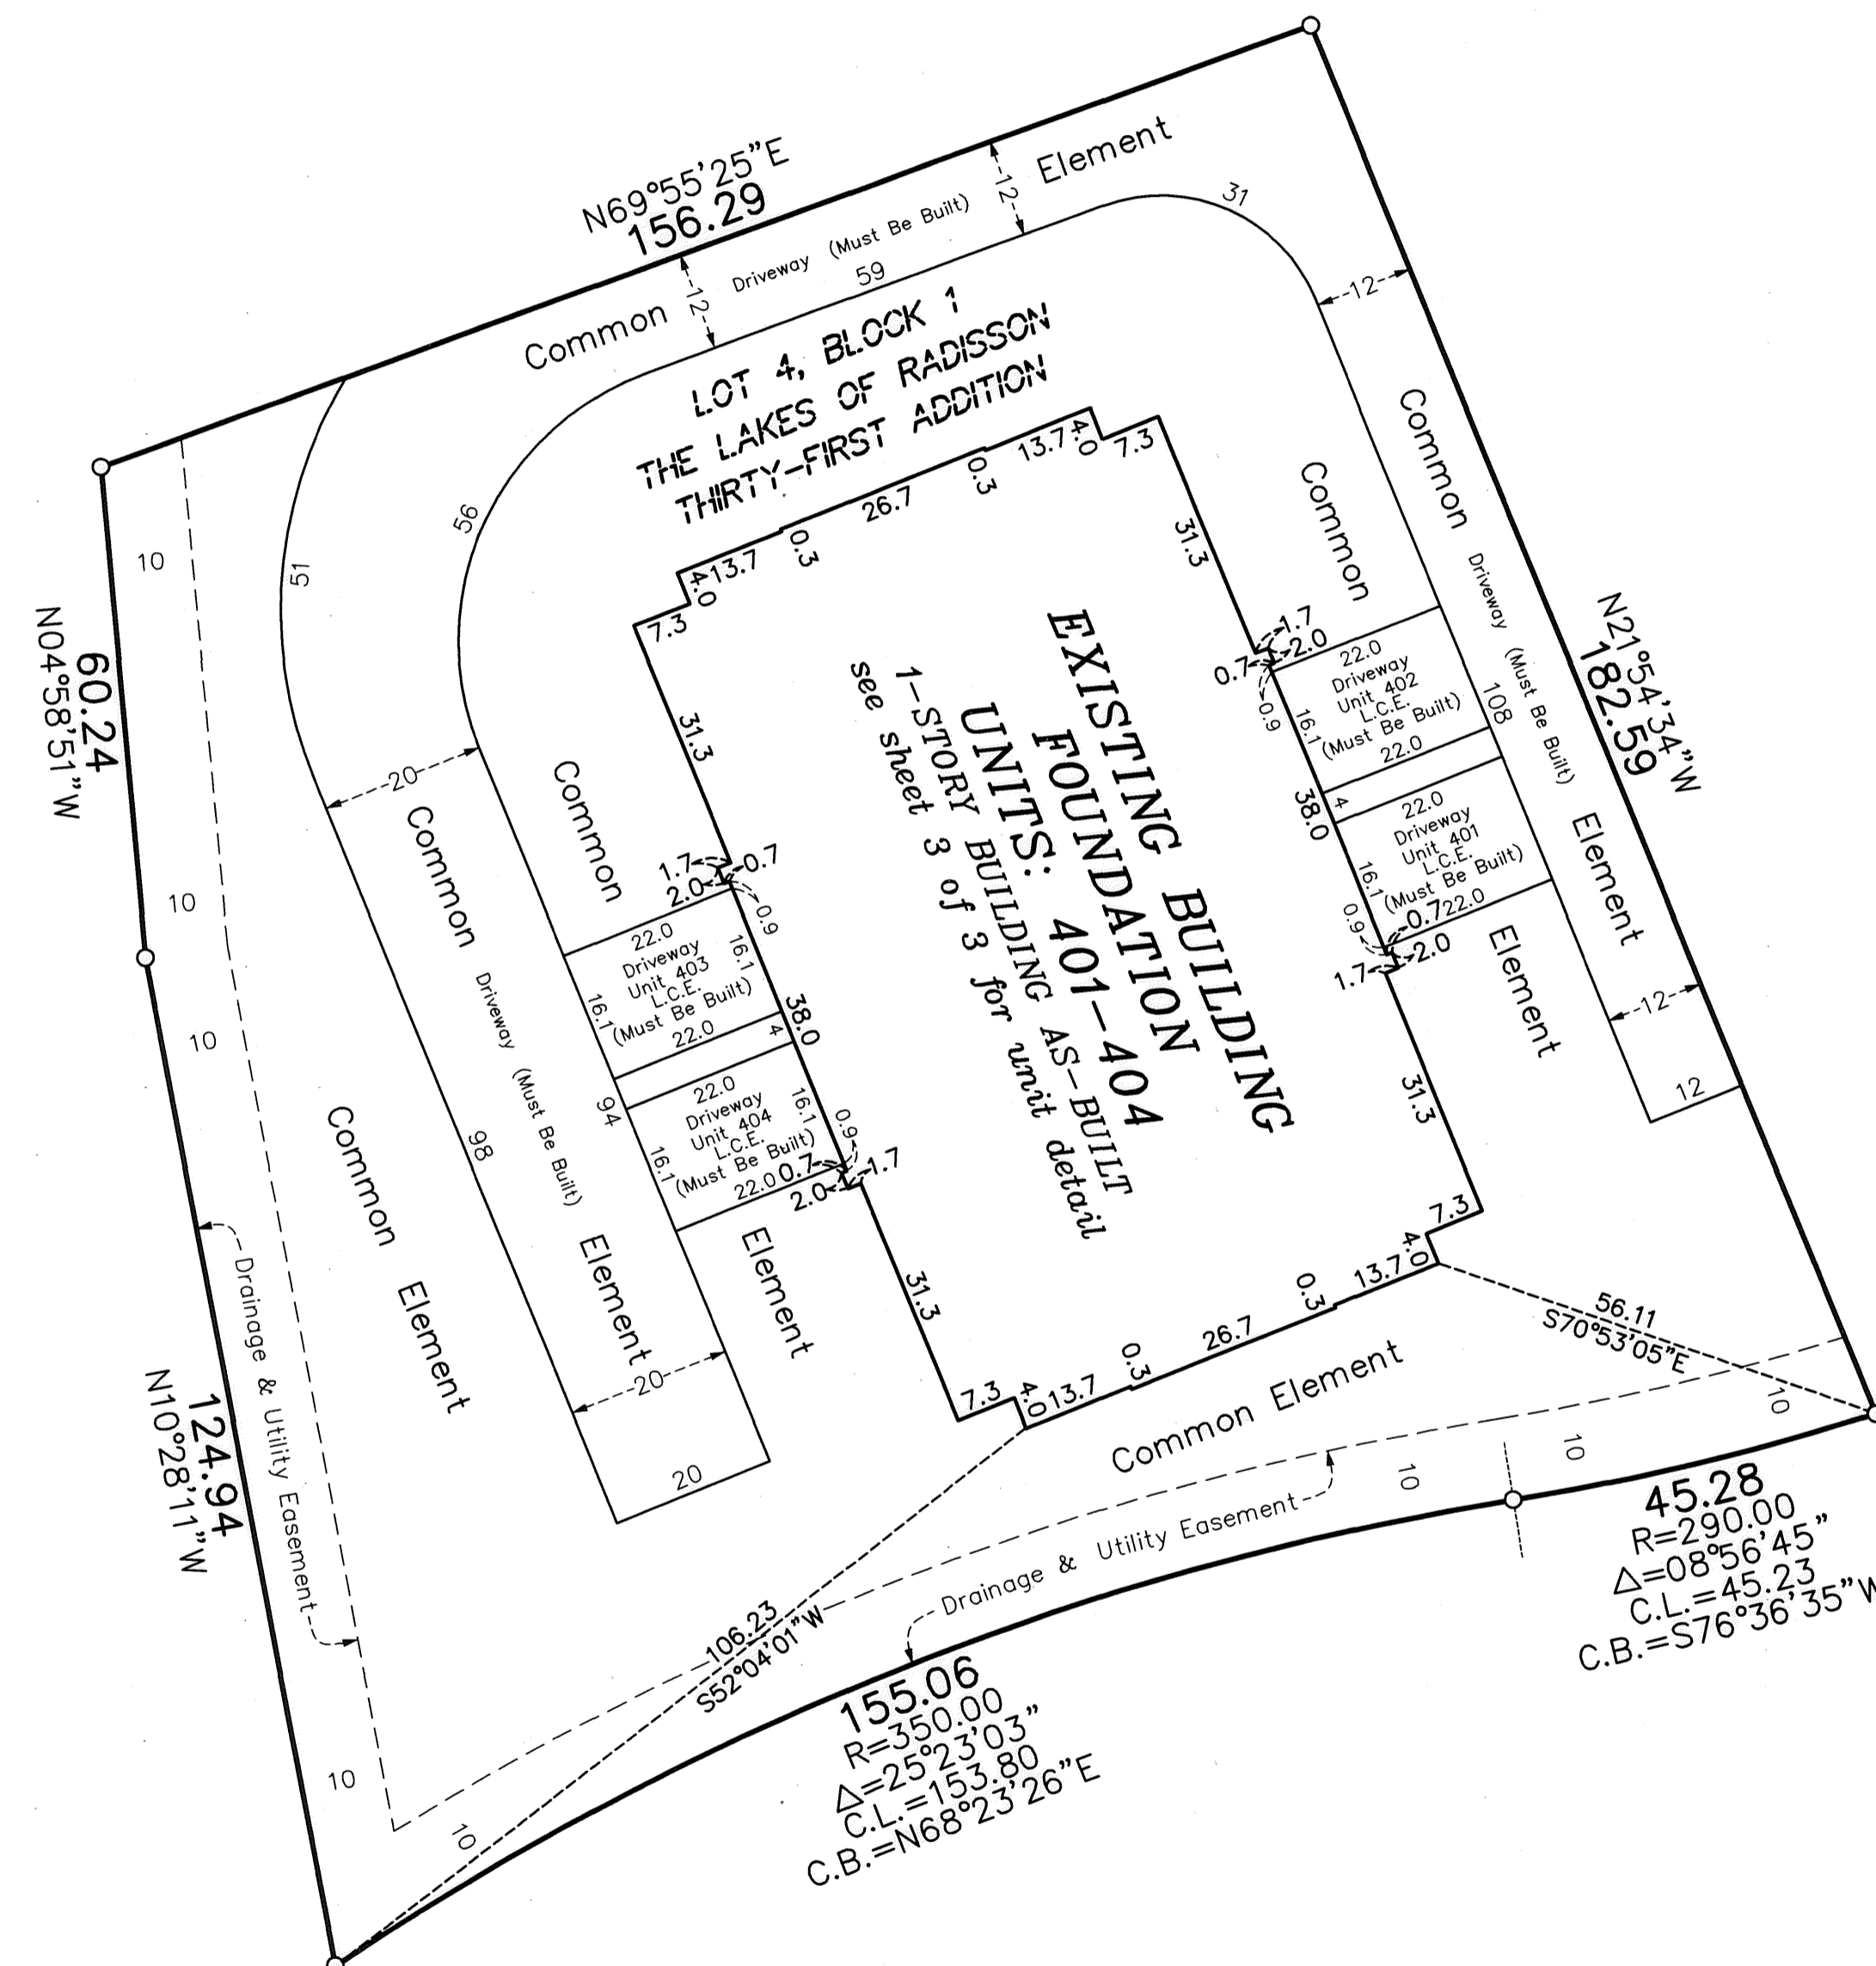 N69°55'25"E
156.29
Common
Driveway (Must Be Built)
Element
12
12
59
31
12
LOT 4, BLOCK 1
THE LAKES OF RADISSON
THIRTY-FIRST ADDITION
56
51
10
60.24
N04°58'51"W
10
10
20
Common Driveway (Must Be Built) Element
Common
Element
98
94
20
20
Common
Element
Common Element
Drainage & Utility Easement
124.94
N10°28'11"W
10
7.3
4.0
13.7
0.3
26.7
0.3
13.7
4.0
7.3
31.3
31.3
1.7
2.0
0.7
0.9
1.7
2.0
0.7
0.9
22.0
Driveway
Unit 403
L.C.E.
(Must Be Built)
22.0
16.1
16.1
4
38.0
22.0
Driveway
Unit 404
L.C.E.
(Must Be Built)
22.0
16.1
16.1
0.9
0.7
2.0
1.7
31.3
EXISTING BUILDING
FOUNDATION
UNITS: 401-404
1-STORY BUILDING AS-BUILT
see sheet 3 of 3 for unit detail
Common Driveway (Must Be Built) Element
Common
Element
108
22.0
Driveway
Unit 402
L.C.E.
(Must Be Built)
22.0
16.1
4
38.0
22.0
Driveway
Unit 401
L.C.E.
(Must Be Built)
22.0
16.1
0.9
0.7
2.0
1.7
12
12
31.3
N21°54'34"W
182.59
7.3
4.0
13.7
0.3
26.7
0.3
13.7
4.0
7.3
Common Element
56.11
S70°53'05"E
10
10
10
Drainage & Utility Easement
106.23
S52°04'01"W
10
45.28
R=290.00
Δ=08°56'45"
C.L.=45.23
C.B.=S76°36'35"W
155.06
R=350.00
Δ=25°23'03"
C.L.=153.80
C.B.=N68°23'26"E